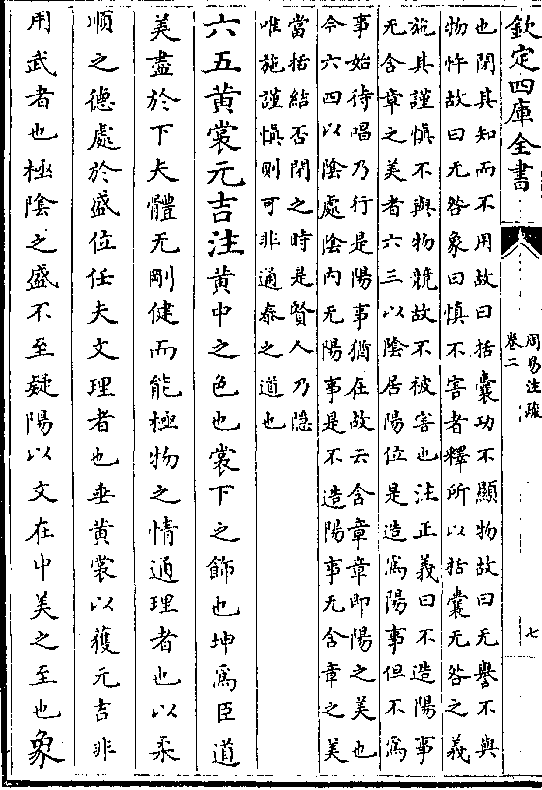 欽定四庫全書
周易注疏
卷二
七
也閉其知而不用故曰括囊功不顯物故曰无譽不與
物忤故曰无咎象曰慎不害者釋所以括囊无咎之義
施其謹慎不與物競故不被害也注正義曰不造陽事
无含章之美者六三以陰居陽位是造為陽事但不為
事始待唱乃行是陽事猶在故云含章章即陽之美也
今六四以陰處陰內无陽事是不造陽事无含章之美
當括結否閉之時是賢人乃隱
唯施謹慎則可非通泰之道也
六五黄裳元吉注黄中之色也裳下之飾也坤為臣道
美盡於下夫體无剛健而能極物之情通理者也以柔
順之德處於盛位任夫文理者也垂黄裳以獲元吉非
用武者也極陰之盛不至疑陽以文在中美之至也象